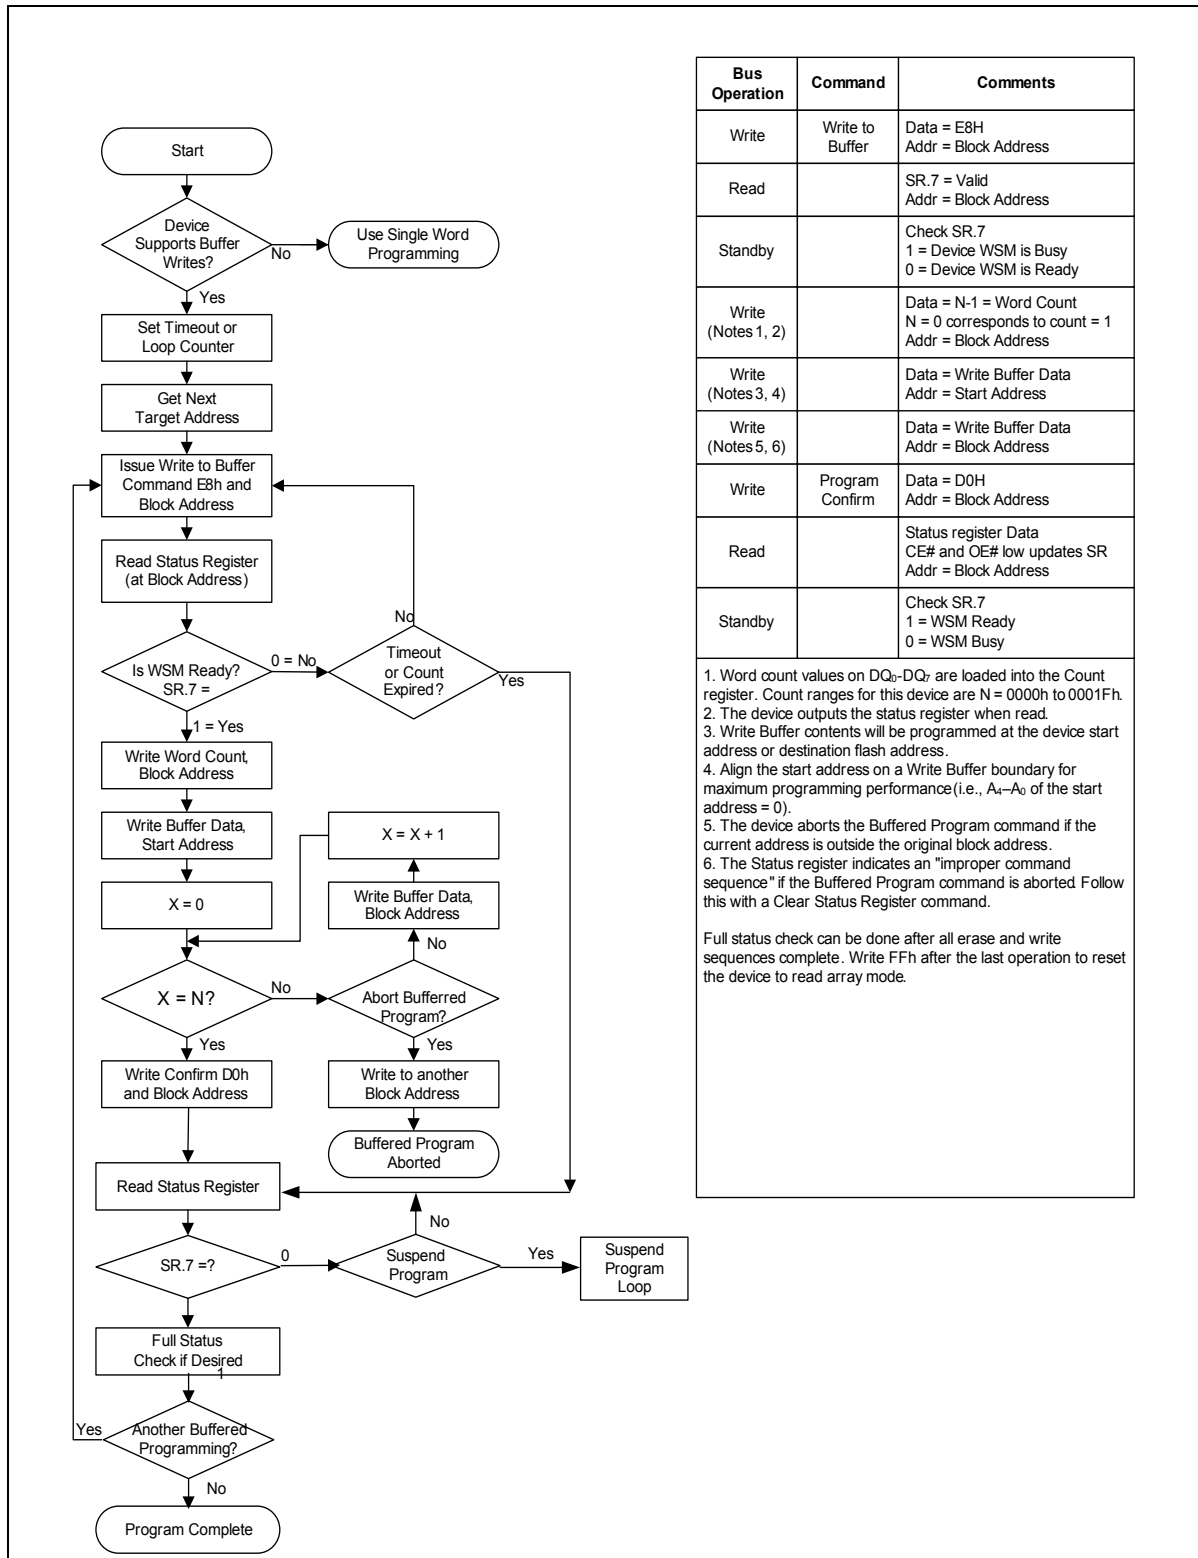 Start
Device
Supports Buffer
Writes?
No
Use Single Word
Programming
Yes
Set Timeout or
Loop Counter
Get Next
Target Address
Issue Write to Buffer
Command E8h and
Block Address
Read Status Register
(at Block Address)
No
Is WSM Ready?
SR.7 =
0 = No
Timeout
or Count
Expired?
Yes
1 = Yes
Write Word Count,
Block Address
Write Buffer Data,
Start Address
X = X + 1
X = 0
Write Buffer Data,
Block Address
No
X = N?
No
Abort Bufferred
Program?
Yes
Yes
Write Confirm D0h
and Block Address
Write to another
Block Address
Buffered Program
Aborted
Read Status Register
No
SR.7 =?
0
Suspend
Program
Yes
Suspend
Program
Loop
Full Status
Check if Desired
1
Yes
Another Buffered
Programming?
No
Program Complete
Bus
Operation
Command
Comments
Write
Write to
Buffer
Data = E8H
Addr = Block Address
Read
SR.7 = Valid
Addr = Block Address
Standby
Check SR.7
1 = Device WSM is Busy
0 = Device WSM is Ready
Write
(Notes 1, 2)
Data = N-1 = Word Count
N = 0 corresponds to count = 1
Addr = Block Address
Write
(Notes 3, 4)
Data = Write Buffer Data
Addr = Start Address
Write
(Notes 5, 6)
Data = Write Buffer Data
Addr = Block Address
Write
Program
Confirm
Data = D0H
Addr = Block Address
Read
Status register Data
CE# and OE# low updates SR
Addr = Block Address
Standby
Check SR.7
1 = WSM Ready
0 = WSM Busy
1. Word count values on DQ0-DQ7 are loaded into the Count
register. Count ranges for this device are N = 0000h to 0001Fh.
2. The device outputs the status register when read.
3. Write Buffer contents will be programmed at the device start
address or destination flash address.
4. Align the start address on a Write Buffer boundary for
maximum programming performance (i.e., A4–A0 of the start
address = 0).
5. The device aborts the Buffered Program command if the
current address is outside the original block address.
6. The Status register indicates an "improper command
sequence" if the Buffered Program command is aborted. Follow
this with a Clear Status Register command.
Full status check can be done after all erase and write
sequences complete. Write FFh after the last operation to reset
the device to read array mode.